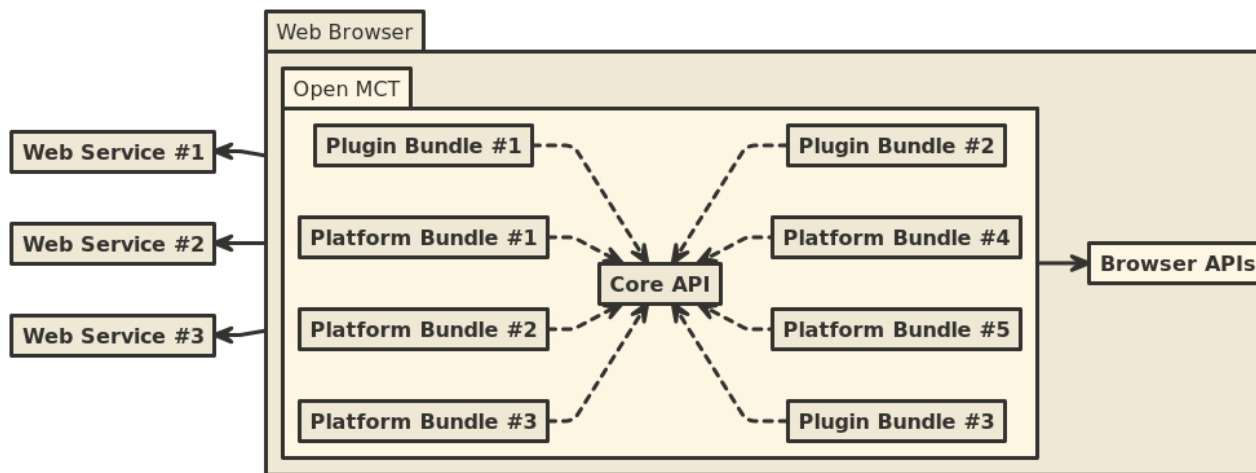 Web Browser
Open MCT
Web Service #1
Plugin Bundle #1
Plugin Bundle #2
Web Service #2
Platform Bundle #1
Platform Bundle #4
Core API
Browser APIs
Web Service #3
Platform Bundle #2
Platform Bundle #5
Platform Bundle #3
Plugin Bundle #3